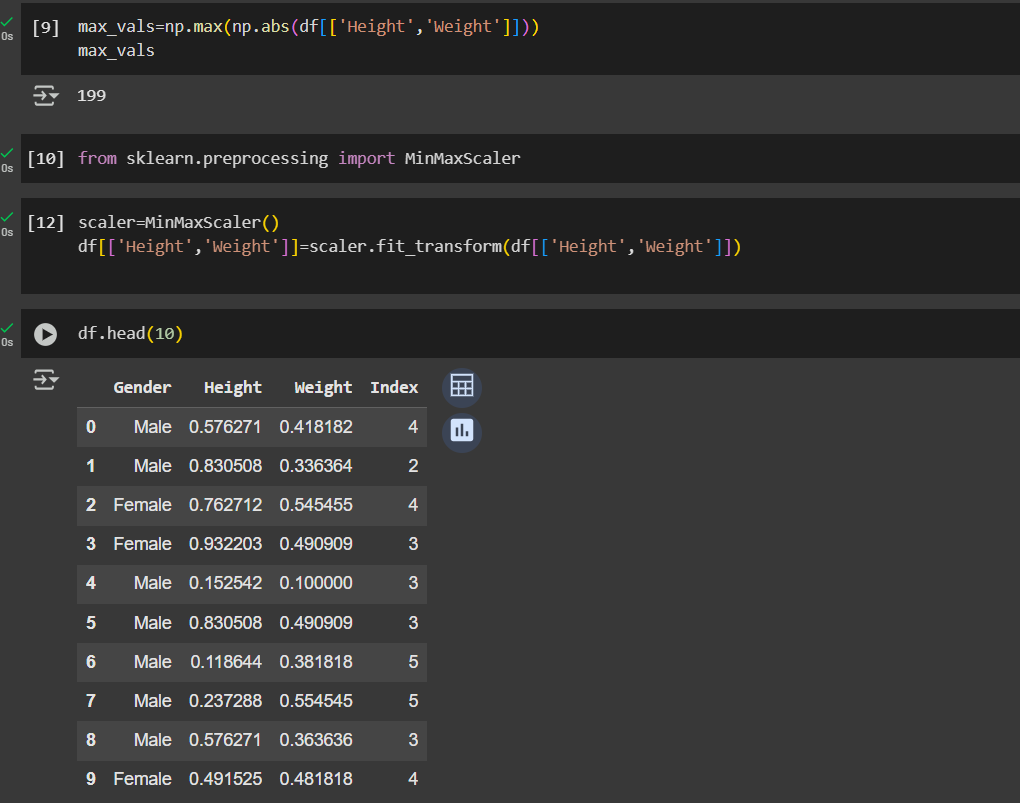 [9] max_vals=np.max(np.abs(df[['Height','Weight']]))
max_vals
0s
199
[10] from sklearn.preprocessing import MinMaxScaler
0s
[12] scaler=MinMaxScaler()
0s
df[['Height','Weight']]=scaler.fit_transform(df[['Height','Weight']])
df.head(10)
0s
Gender Height Weight Index
0 Male 0.576271 0.418182 4
1 Male 0.830508 0.336364 2
2 Female 0.762712 0.545455 4
3 Female 0.932203 0.490909 3
4 Male 0.152542 0.100000 3
5 Male 0.830508 0.490909 3
6 Male 0.118644 0.381818 5
7 Male 0.237288 0.554545 5
8 Male 0.576271 0.363636 3
9 Female 0.491525 0.481818 4